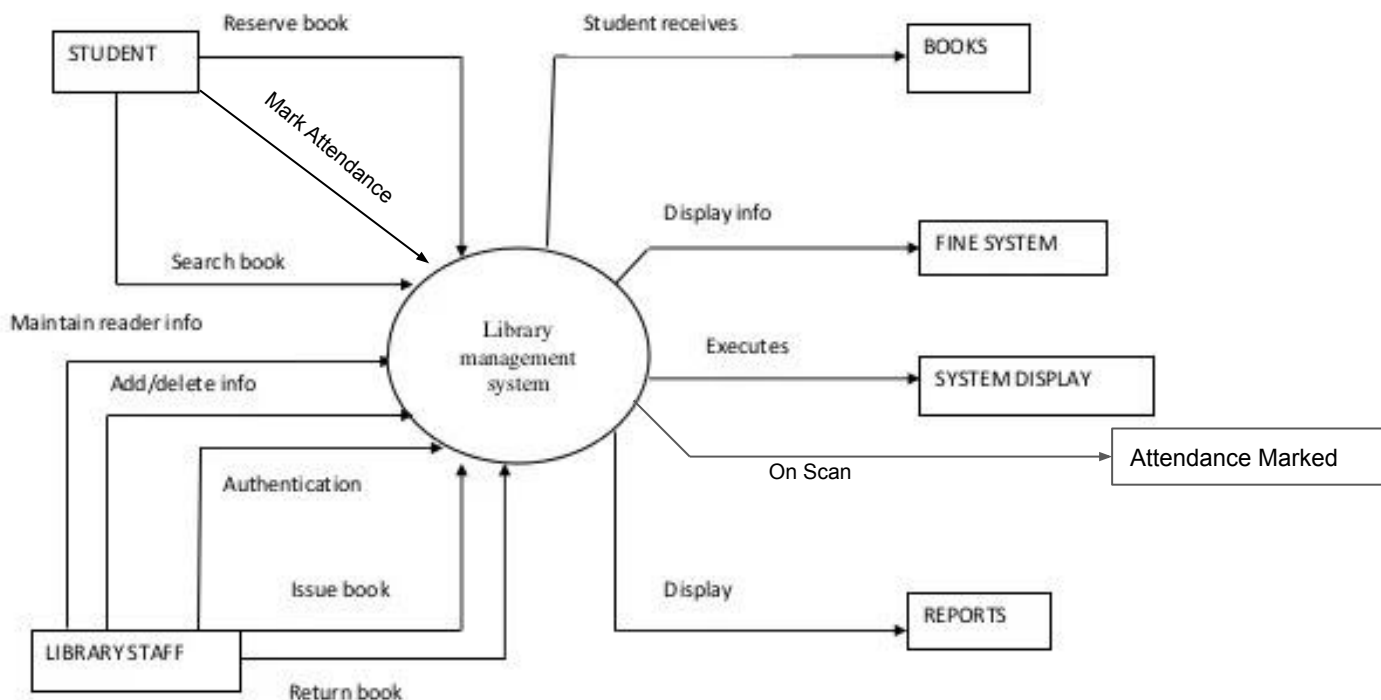 Reserve book
Student receives
STUDENT
BOOKS
Mark Attendance
Display info
FINE SYSTEM
Search book
Maintain reader info
Library
management
system
Executes
Add/delete info
SYSTEM DISPLAY
Attendance Marked
On Scan
Authentication
Issue book
Display
REPORTS
LIBRARY STAFF
Return book